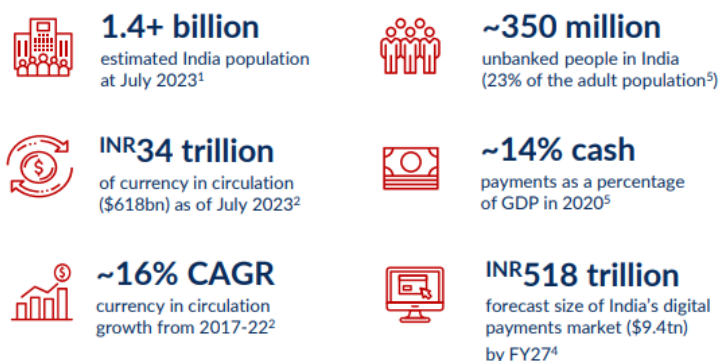 1.4+ billion
estimated India population
at July 2023¹
~350 million
unbanked people in India
(23% of the adult population⁵)
INR34 trillion
of currency in circulation
($618bn) as of July 2023²
~14% cash
payments as a percentage
of GDP in 2020⁵
~16% CAGR
currency in circulation
growth from 2017-22²
INR518 trillion
forecast size of India's digital
payments market ($9.4tn)
by FY27⁴